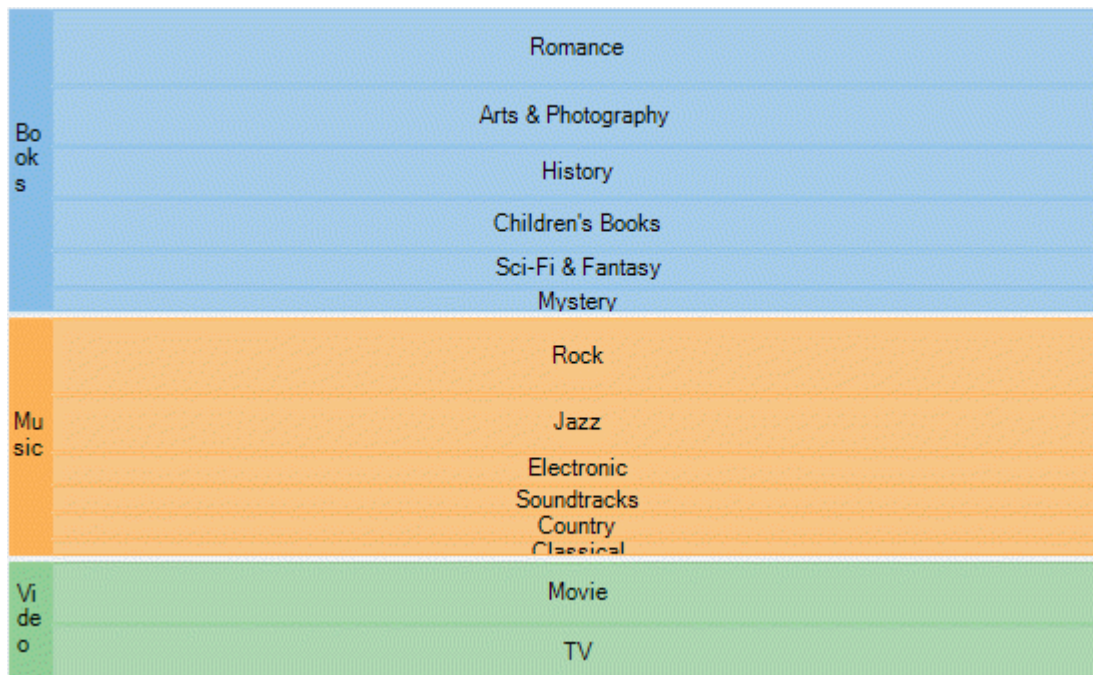 Bo
ok
s
Romance
Arts & Photography
History
Children's Books
Sci-Fi & Fantasy
Mystery
Mu
sic
Rock
Jazz
Electronic
Soundtracks
Country
Classical
Vi
de
o
Movie
TV